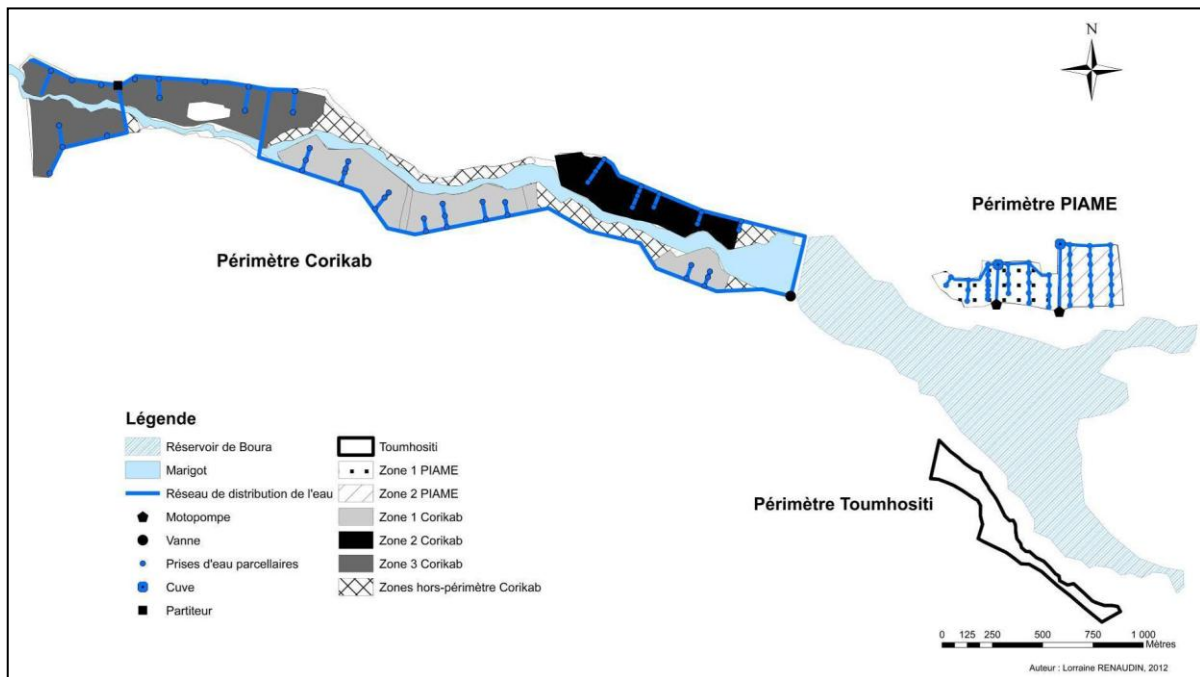 N
Périmètre PIAME
Périmètre Corikab
Légende
Réservoir de Boura
Marigot
Réseau de distribution de l'eau
Motopompe
Vanne
Prises d'eau parcellaires
Cuve
Partiteur
Toumhositi
Zone 1 PIAME
Zone 2 PIAME
Zone 1 Corikab
Zone 2 Corikab
Zone 3 Corikab
Zones hors-périmètre Corikab
Périmètre Toumhositi
0 125 250 500 750 1 000
Mètres
Auteur : Lorraine RENAUDIN, 2012